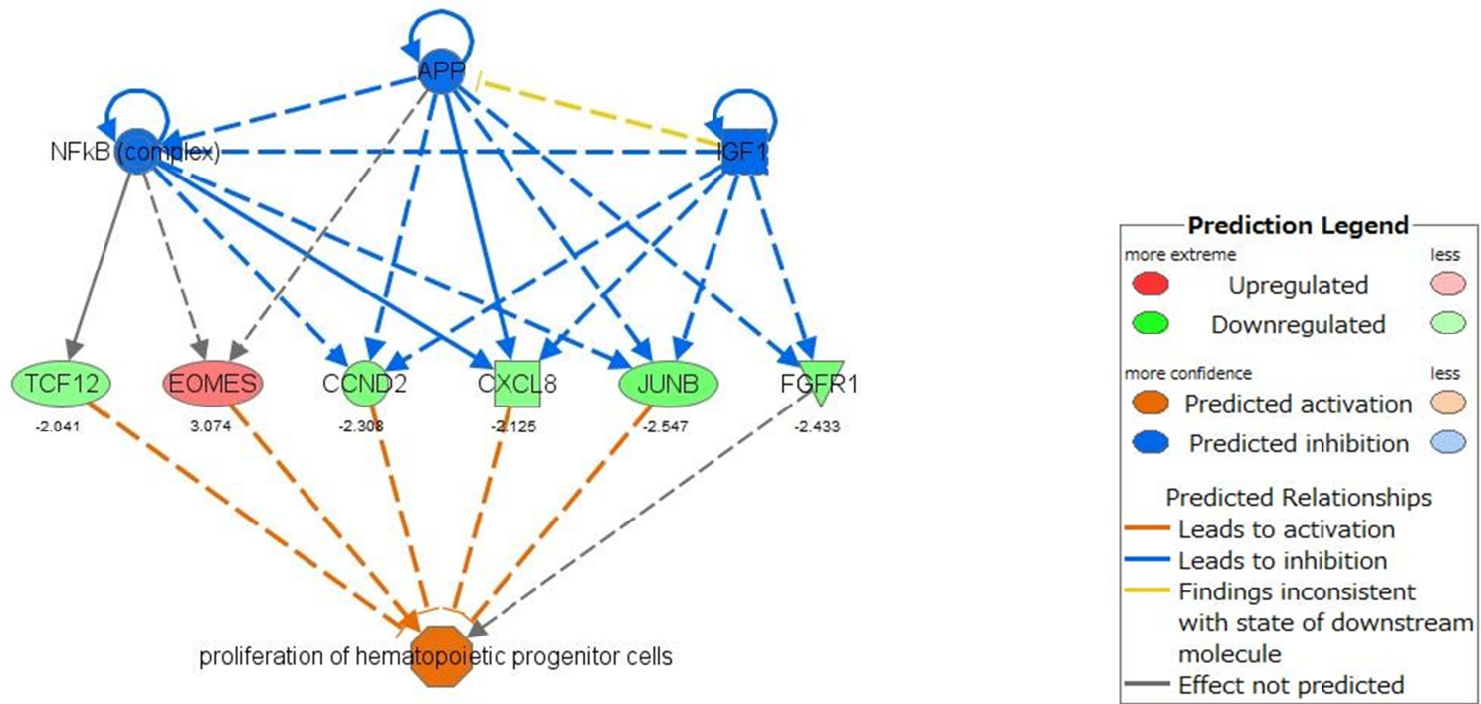 APP
NFkB (complex)
IGF1
TCF12
EOMES
CCND2
CXCL8
JUNB
FGFR1
-2.041
3.074
-2.308
-2.125
-2.547
-2.433
proliferation of hematopoietic progenitor cells
Prediction Legend
more extreme less
Upregulated
Downregulated
more confidence less
Predicted activation
Predicted inhibition
Predicted Relationships
Leads to activation
Leads to inhibition
Findings inconsistent
with state of downstream
molecule
Effect not predicted